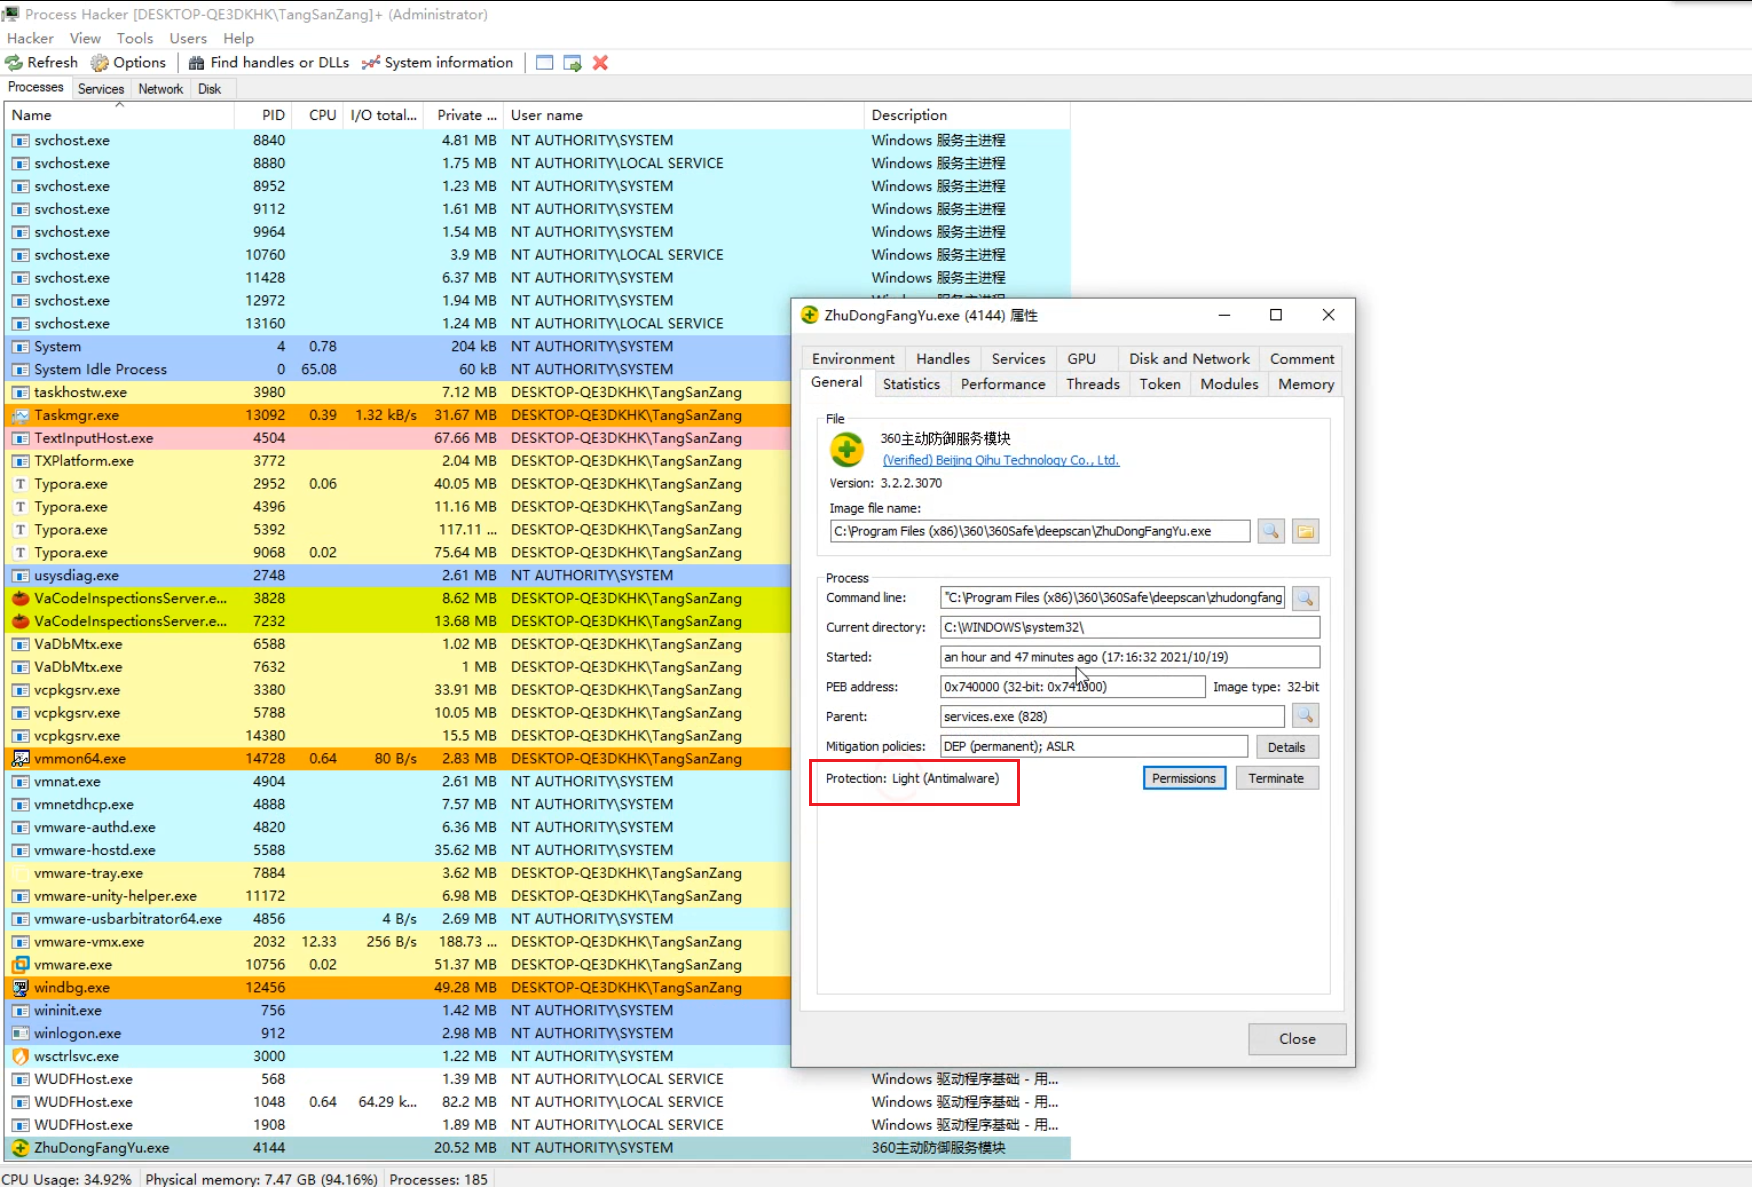 Process Hacker [DESKTOP-QE3DKHK\TangSanZang]+ (Administrator)
Hacker View Tools Users Help
Refresh Options Find handles or DLLs System information
Processes Services Network Disk
Name PID CPU I/O total... Private ... User name Description
svchost.exe 8840 4.81 MB NT AUTHORITY\SYSTEM Windows 服务主进程
svchost.exe 8880 1.75 MB NT AUTHORITY\LOCAL SERVICE Windows 服务主进程
svchost.exe 8952 1.23 MB NT AUTHORITY\SYSTEM Windows 服务主进程
svchost.exe 9112 1.61 MB NT AUTHORITY\SYSTEM Windows 服务主进程
svchost.exe 9964 1.54 MB NT AUTHORITY\SYSTEM Windows 服务主进程
svchost.exe 10760 3.9 MB NT AUTHORITY\LOCAL SERVICE Windows 服务主进程
svchost.exe 11428 6.37 MB NT AUTHORITY\SYSTEM Windows 服务主进程
svchost.exe 12972 1.94 MB NT AUTHORITY\SYSTEM
svchost.exe 13160 1.24 MB NT AUTHORITY\LOCAL SERVICE
System 4 0.78 204 kB NT AUTHORITY\SYSTEM
System Idle Process 0 65.08 60 kB NT AUTHORITY\SYSTEM
taskhostw.exe 3980 7.12 MB DESKTOP-QE3DKHK\TangSanZang
Taskmgr.exe 13092 0.39 1.32 kB/s 31.67 MB DESKTOP-QE3DKHK\TangSanZang
TextInputHost.exe 4504 67.66 MB DESKTOP-QE3DKHK\TangSanZang
TXPlatform.exe 3772 2.04 MB DESKTOP-QE3DKHK\TangSanZang
Typora.exe 2952 0.06 40.05 MB DESKTOP-QE3DKHK\TangSanZang
Typora.exe 4396 11.16 MB DESKTOP-QE3DKHK\TangSanZang
Typora.exe 5392 117.11 ... DESKTOP-QE3DKHK\TangSanZang
Typora.exe 9068 0.02 75.64 MB DESKTOP-QE3DKHK\TangSanZang
usysdiag.exe 2748 2.61 MB NT AUTHORITY\SYSTEM
VaCodeInspectionsServer.e... 3828 8.62 MB DESKTOP-QE3DKHK\TangSanZang
VaCodeInspectionsServer.e... 7232 13.68 MB DESKTOP-QE3DKHK\TangSanZang
VaDbMtx.exe 6588 1.02 MB DESKTOP-QE3DKHK\TangSanZang
VaDbMtx.exe 7632 1 MB DESKTOP-QE3DKHK\TangSanZang
vcpkgsrv.exe 3380 33.91 MB DESKTOP-QE3DKHK\TangSanZang
vcpkgsrv.exe 5788 10.05 MB DESKTOP-QE3DKHK\TangSanZang
vcpkgsrv.exe 14380 15.5 MB DESKTOP-QE3DKHK\TangSanZang
vmmon64.exe 14728 0.64 80 B/s 2.83 MB DESKTOP-QE3DKHK\TangSanZang
vmnat.exe 4904 2.61 MB NT AUTHORITY\SYSTEM
vmnetdhcp.exe 4888 7.57 MB NT AUTHORITY\SYSTEM
vmware-authd.exe 4820 6.36 MB NT AUTHORITY\SYSTEM
vmware-hostd.exe 5588 35.62 MB NT AUTHORITY\SYSTEM
vmware-tray.exe 7884 3.62 MB DESKTOP-QE3DKHK\TangSanZang
vmware-unity-helper.exe 11172 6.98 MB DESKTOP-QE3DKHK\TangSanZang
vmware-usbarbitrator64.exe 4856 4 B/s 2.69 MB NT AUTHORITY\SYSTEM
vmware-vmx.exe 2032 12.33 256 B/s 188.73 ... DESKTOP-QE3DKHK\TangSanZang
vmware.exe 10756 0.02 51.37 MB DESKTOP-QE3DKHK\TangSanZang
windbg.exe 12456 49.28 MB DESKTOP-QE3DKHK\TangSanZang
wininit.exe 756 1.42 MB NT AUTHORITY\SYSTEM
winlogon.exe 912 2.98 MB NT AUTHORITY\SYSTEM
wsctrlsvc.exe 3000 1.22 MB NT AUTHORITY\SYSTEM
WUDFHost.exe 568 1.39 MB NT AUTHORITY\LOCAL SERVICE Windows 驱动程序基础 - 用...
WUDFHost.exe 1048 0.64 64.29 k... 82.2 MB NT AUTHORITY\LOCAL SERVICE Windows 驱动程序基础 - 用...
WUDFHost.exe 1908 1.89 MB NT AUTHORITY\LOCAL SERVICE Windows 驱动程序基础 - 用...
ZhuDongFangYu.exe 4144 20.52 MB NT AUTHORITY\SYSTEM 360主动防御服务模块
CPU Usage: 34.92% Physical memory: 7.47 GB (94.16%) Processes: 185
ZhuDongFangYu.exe (4144) 属性
Environment Handles Services GPU Disk and Network Comment
General Statistics Performance Threads Token Modules Memory
File
360主动防御服务模块
(Verified) Beijing Qihu Technology Co., Ltd.
Version: 3.2.2.3070
Image file name:
C:\Program Files (x86)\360\360Safe\deepscan\ZhuDongFangYu.exe
Process
Command line: "C:\Program Files (x86)\360\360Safe\deepscan\zhudongfang
Current directory: C:\WINDOWS\system32\
Started: an hour and 47 minutes ago (17:16:32 2021/10/19)
PEB address: 0x740000 (32-bit: 0x741000) Image type: 32-bit
Parent: services.exe (828)
Mitigation policies: DEP (permanent); ASLR Details
Protection: Light (Antimalware) Permissions Terminate
Close